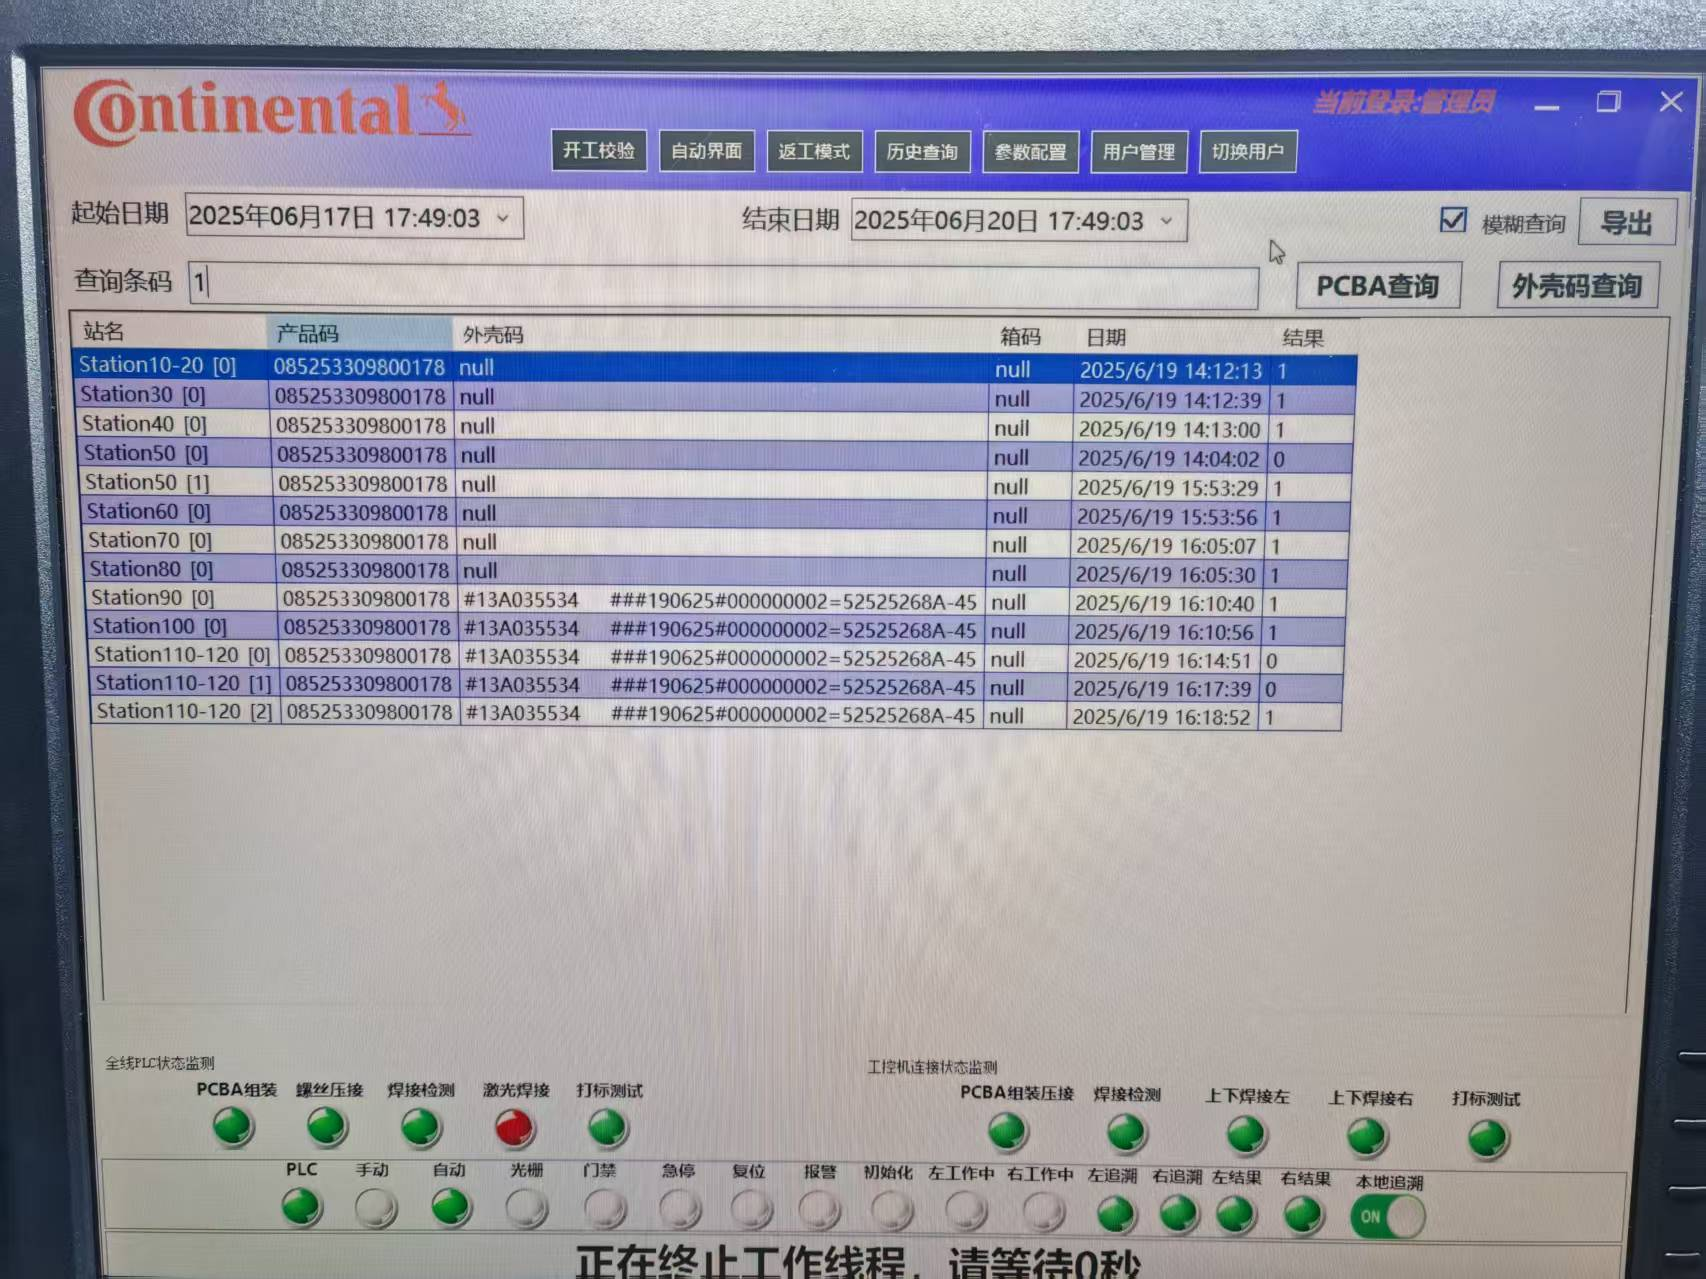 Continental
当前登录:管理员
开工校验 自动界面 返工模式 历史查询 参数配置 用户管理 切换用户
起始日期 2025年06月17日 17:49:03 结束日期 2025年06月20日 17:49:03 模糊查询 导出
查询条码 1 PCBA查询 外壳码查询
站名 产品码 外壳码 箱码 日期 结果
Station10-20 [0] 085253309800178 null null 2025/6/19 14:12:13 1
Station30 [0] 085253309800178 null null 2025/6/19 14:12:39 1
Station40 [0] 085253309800178 null null 2025/6/19 14:13:00 1
Station50 [0] 085253309800178 null null 2025/6/19 14:04:02 0
Station50 [1] 085253309800178 null null 2025/6/19 15:53:29 1
Station60 [0] 085253309800178 null null 2025/6/19 15:53:56 1
Station70 [0] 085253309800178 null null 2025/6/19 16:05:07 1
Station80 [0] 085253309800178 null null 2025/6/19 16:05:30 1
Station90 [0] 085253309800178 #13A035534 ###190625#000000002=52525268A-45 null 2025/6/19 16:10:40 1
Station100 [0] 085253309800178 #13A035534 ###190625#000000002=52525268A-45 null 2025/6/19 16:10:56 1
Station110-120 [0] 085253309800178 #13A035534 ###190625#000000002=52525268A-45 null 2025/6/19 16:14:51 0
Station110-120 [1] 085253309800178 #13A035534 ###190625#000000002=52525268A-45 null 2025/6/19 16:17:39 0
Station110-120 [2] 085253309800178 #13A035534 ###190625#000000002=52525268A-45 null 2025/6/19 16:18:52 1
全线PLC状态监测 工控机连接状态监测
PCBA组装 螺丝压接 焊接检测 激光焊接 打标测试 PCBA组装压接 焊接检测 上下焊接左 上下焊接右 打标测试
PLC 手动 自动 光栅 门禁 急停 复位 报警 初始化 左工作中 右工作中 左追溯 右追溯 左结果 右结果 本地追溯
ON
正在终止工作线程，请等待0秒